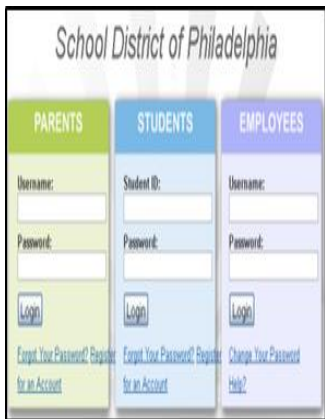 School District of Philadelphia
PARENTS
Username:
Password:
Login
Forgot Your Password? Register
for an Account
STUDENTS
Student ID:
Password:
Login
Forgot Your Password? Register
for an Account
EMPLOYEES
Username:
Password:
Login
Change Your Password
Help?